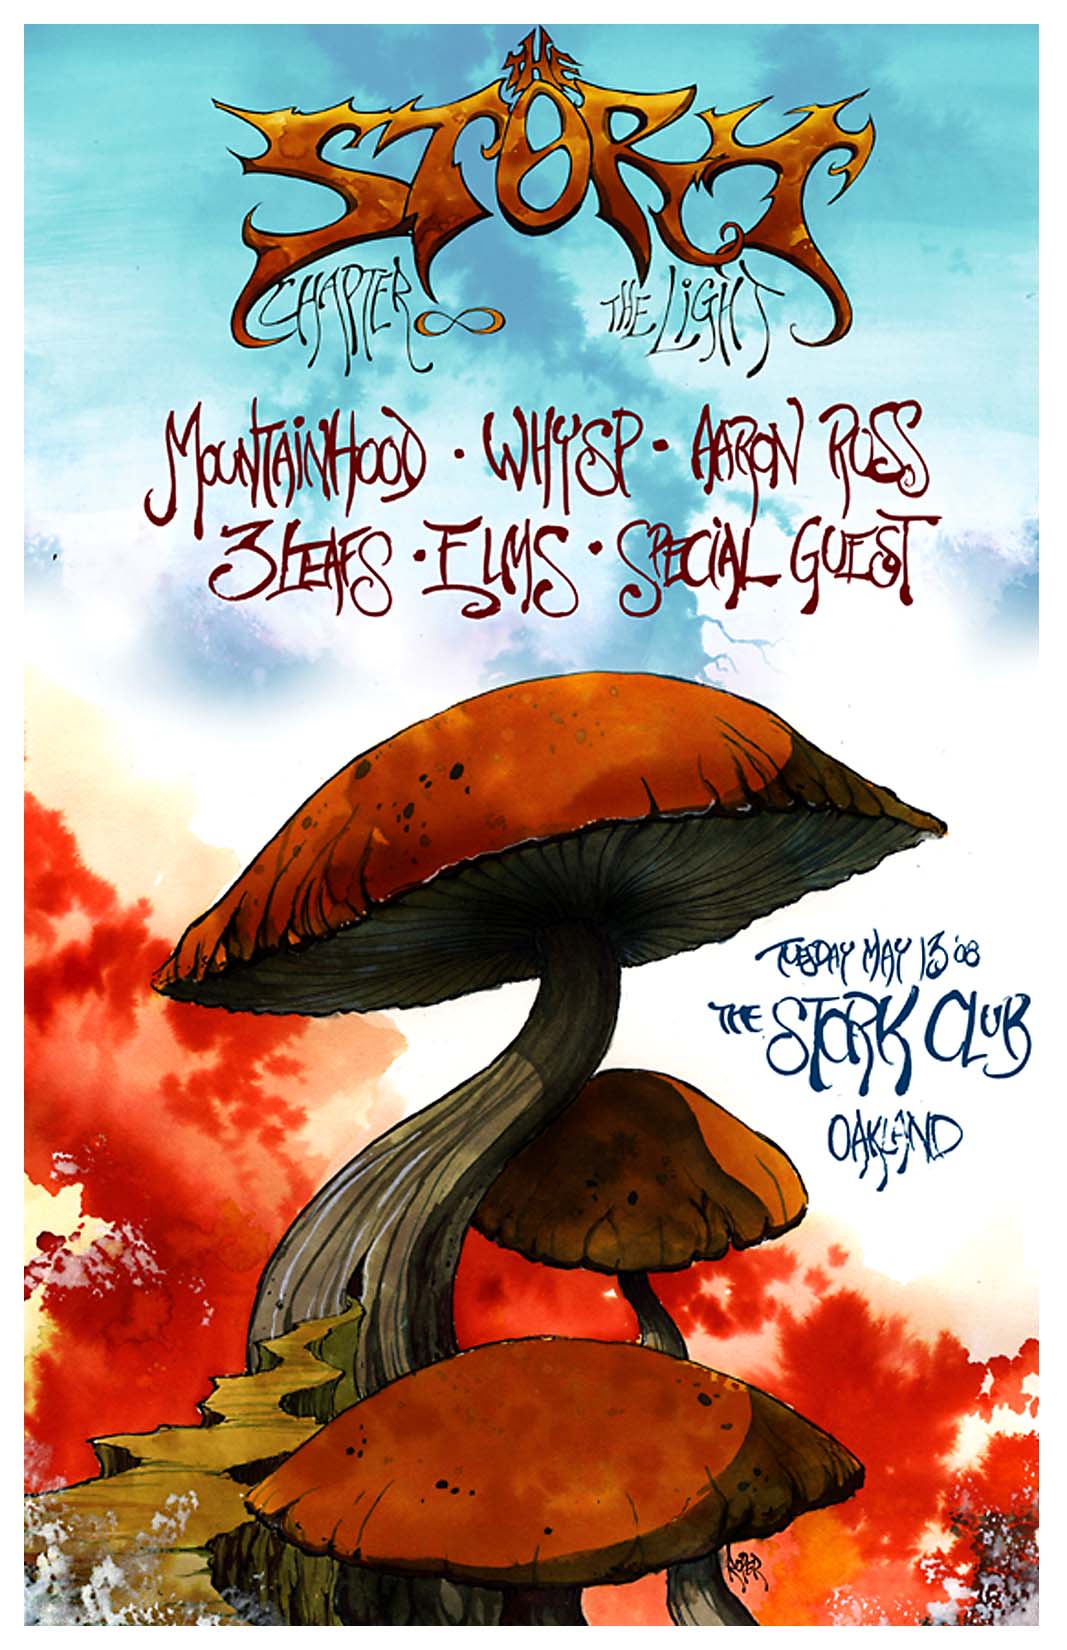 THE
STORY
CHAPTER ∞ THE LIGHT
MOUNTAINHOOD · WHYSP · AARON ROSS
3 LEAFS · ELMS · SPECIAL GUEST
TUESDAY MAY 13 '08
THE STORK CLUB
OAKLAND